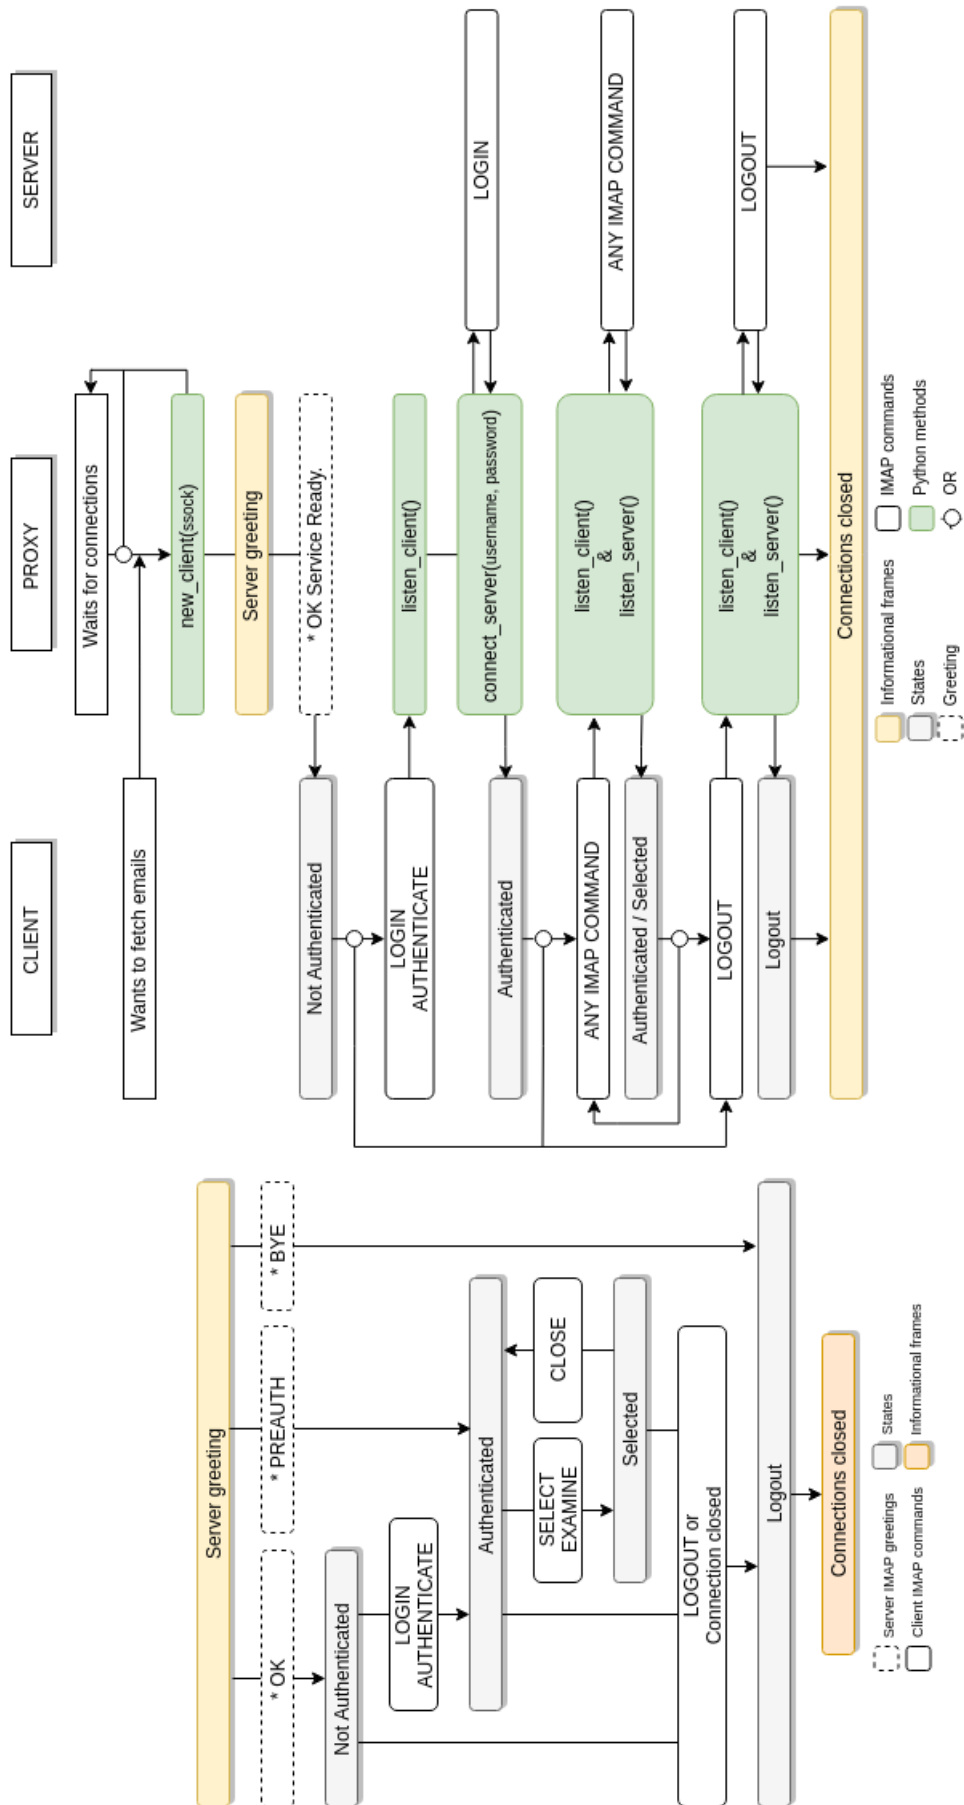 Server greeting
* OK
* PREAUTH
* BYE
Not Authenticated
LOGIN
AUTHENTICATE
Authenticated
SELECT
EXAMINE
CLOSE
Selected
LOGOUT or
Connection closed
Logout
Connections closed
Server IMAP greetings
States
Client IMAP commands
Informational frames
CLIENT
PROXY
SERVER
Waits for connections
Wants to fetch emails
new_client(ssock)
Server greeting
* OK Service Ready.
Not Authenticated
LOGIN
AUTHENTICATE
listen_client()
connect_server(username, password)
LOGIN
Authenticated
ANY IMAP COMMAND
listen_client()
&
listen_server()
ANY IMAP COMMAND
Authenticated / Selected
LOGOUT
listen_client()
&
listen_server()
LOGOUT
Logout
Connections closed
Informational frames
IMAP commands
States
Python methods
Greeting
OR